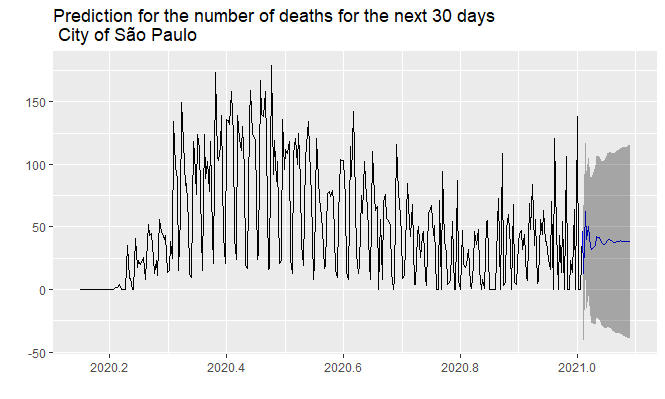 Prediction for the number of deaths for the next 30 days
City of São Paulo
150
100
50
0
-50
2020.2 2020.4 2020.6 2020.8 2021.0